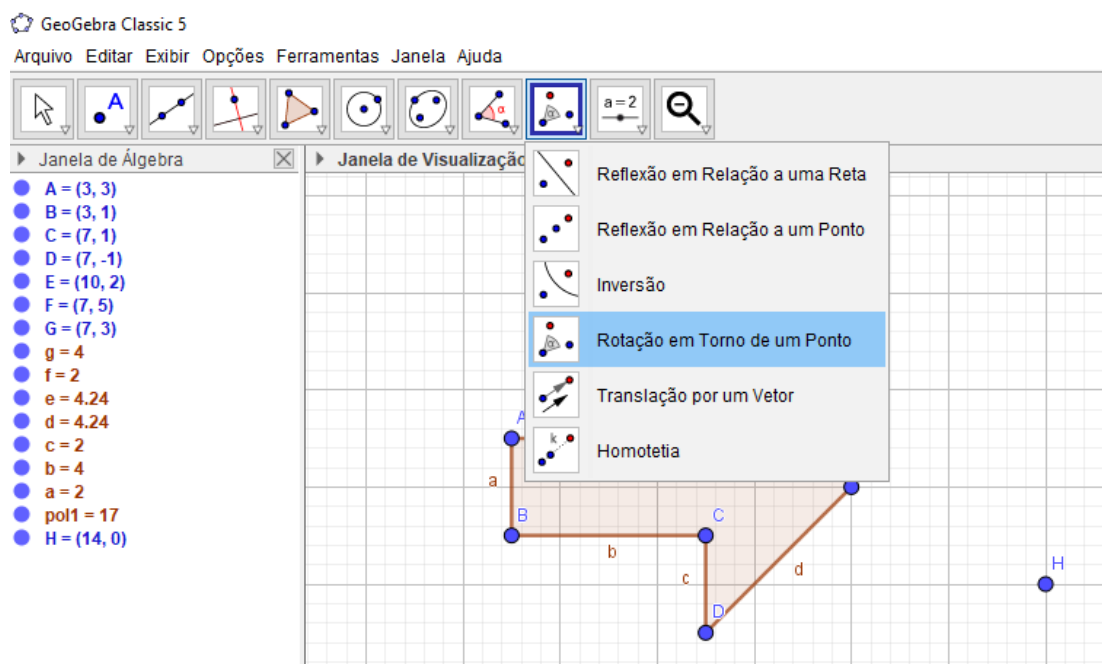 GeoGebra Classic 5
Arquivo Editar Exibir Opções Ferramentas Janela Ajuda
A
α
α
a = 2
Janela de Álgebra
Janela de Visualização
A = (3, 3)
B = (3, 1)
C = (7, 1)
D = (7, -1)
E = (10, 2)
F = (7, 5)
G = (7, 3)
g = 4
f = 2
e = 4.24
d = 4.24
c = 2
b = 4
a = 2
pol1 = 17
H = (14, 0)
Reflexão em Relação a uma Reta
Reflexão em Relação a um Ponto
Inversão
α
Rotação em Torno de um Ponto
Translação por um Vetor
k
Homotetia
A
a
B
C
b
c
d
D
H